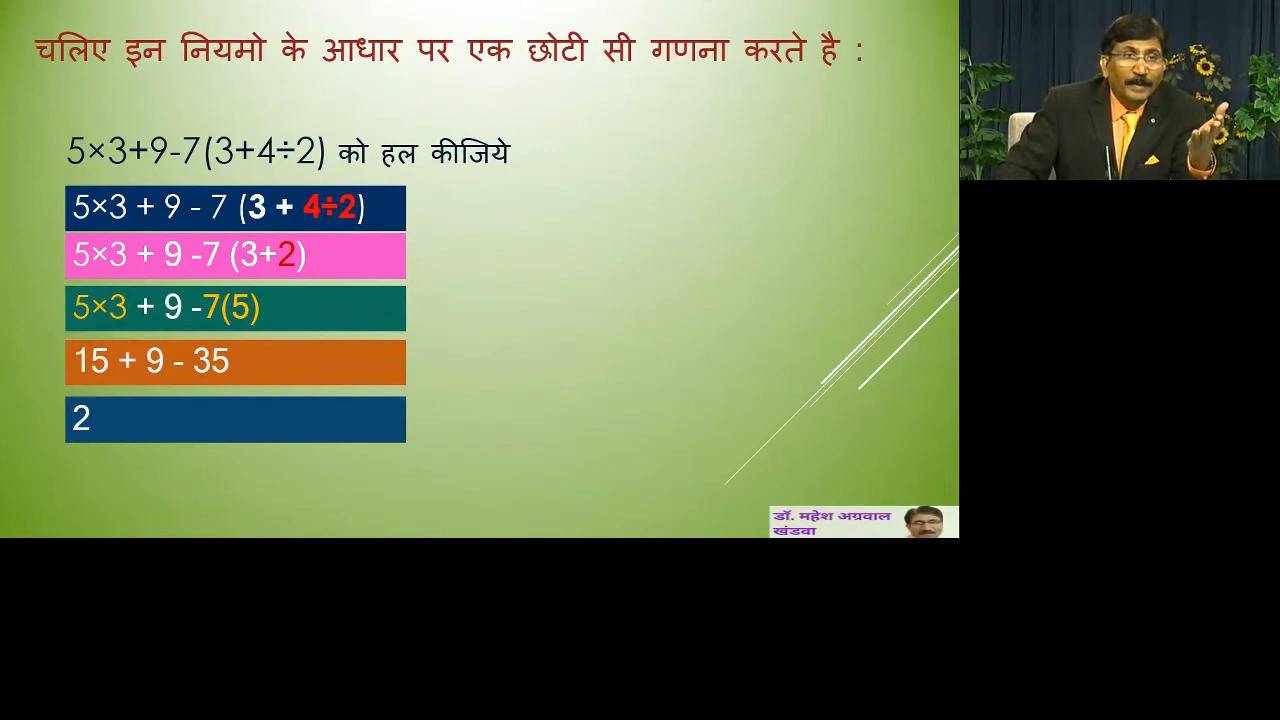 चलिए इन नियमो के आधार पर एक छोटी सी गणना करते है :
5×3+9-7(3+4÷2) को हल कीजिये
5×3 + 9 - 7 (3 + 4÷2)
5×3 + 9 -7 (3+2)
5×3 + 9 -7(5)
15 + 9 - 35
2
डॉ. महेश अग्रवाल
खंडवा